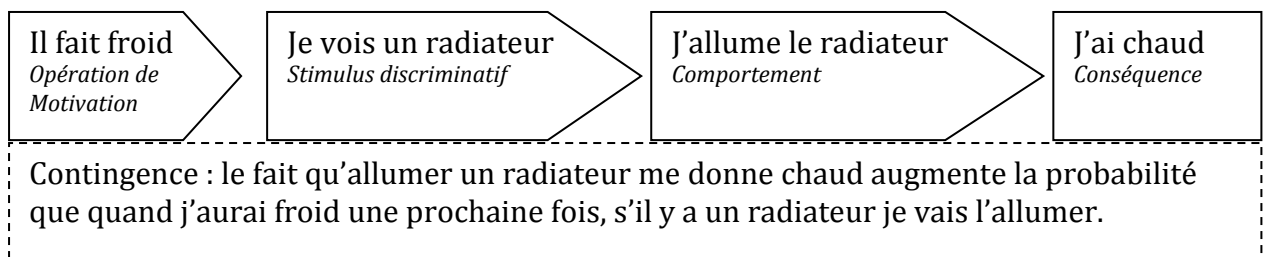 Il fait froid
Opération de
Motivation
Je vois un radiateur
Stimulus discriminatif
J’allume le radiateur
Comportement
J’ai chaud
Conséquence
Contingence : le fait qu’allumer un radiateur me donne chaud augmente la probabilité
que quand j’aurai froid une prochaine fois, s’il y a un radiateur je vais l’allumer.